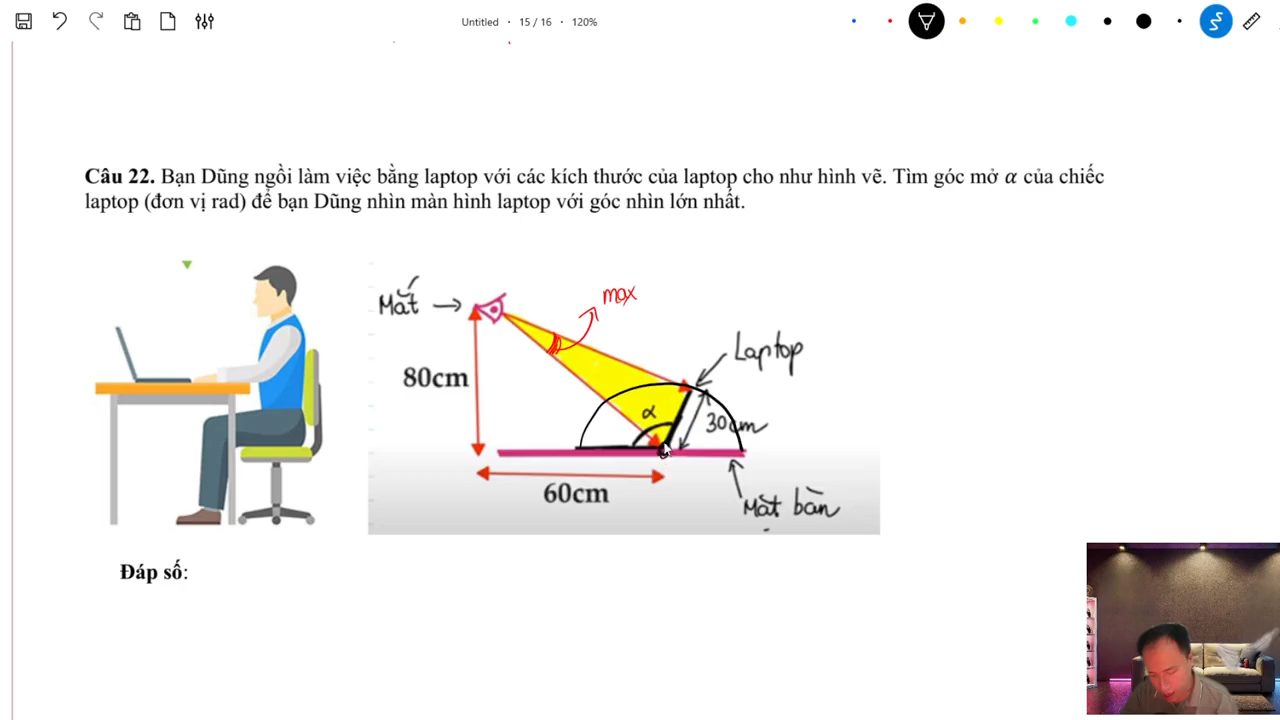 Untitled • 15 / 16 • 120%
Câu 22. Bạn Dũng ngồi làm việc bằng laptop với các kích thước của laptop cho như hình vẽ. Tìm góc mở α của chiếc
laptop (đơn vị rad) để bạn Dũng nhìn màn hình laptop với góc nhìn lớn nhất.
max
Mắt →
Laptop
80cm
α
30cm
60cm
Mặt bàn
Đáp số: